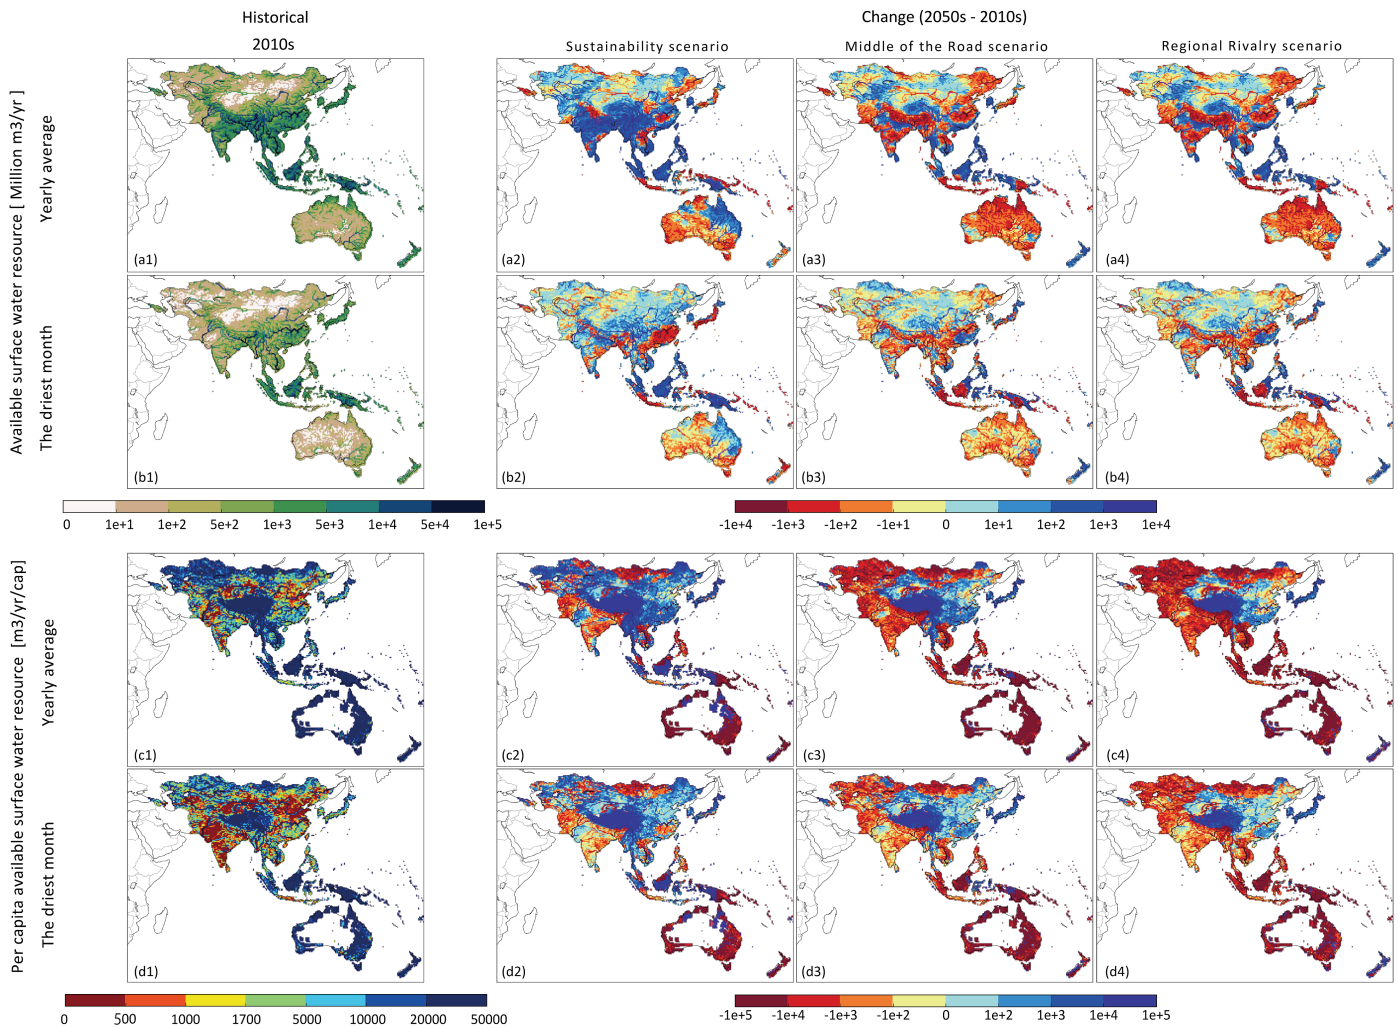 Historical
Change (2050s - 2010s)
2010s
Sustainability scenario
Middle of the Road scenario
Regional Rivalry scenario
Available surface water resource [ Million m3/yr ]
Yearly average
(a1)
(a2)
(a3)
(a4)
The driest month
(b1)
(b2)
(b3)
(b4)
0 1e+1 1e+2 5e+2 1e+3 5e+3 1e+4 5e+4 1e+5
-1e+4 -1e+3 -1e+2 -1e+1 0 1e+1 1e+2 1e+3 1e+4
Per capita available surface water resource [m3/yr/cap]
Yearly average
(c1)
(c2)
(c3)
(c4)
The driest month
(d1)
(d2)
(d3)
(d4)
0 500 1000 1700 5000 10000 20000 50000
-1e+5 -1e+4 -1e+3 -1e+2 0 1e+2 1e+3 1e+4 1e+5